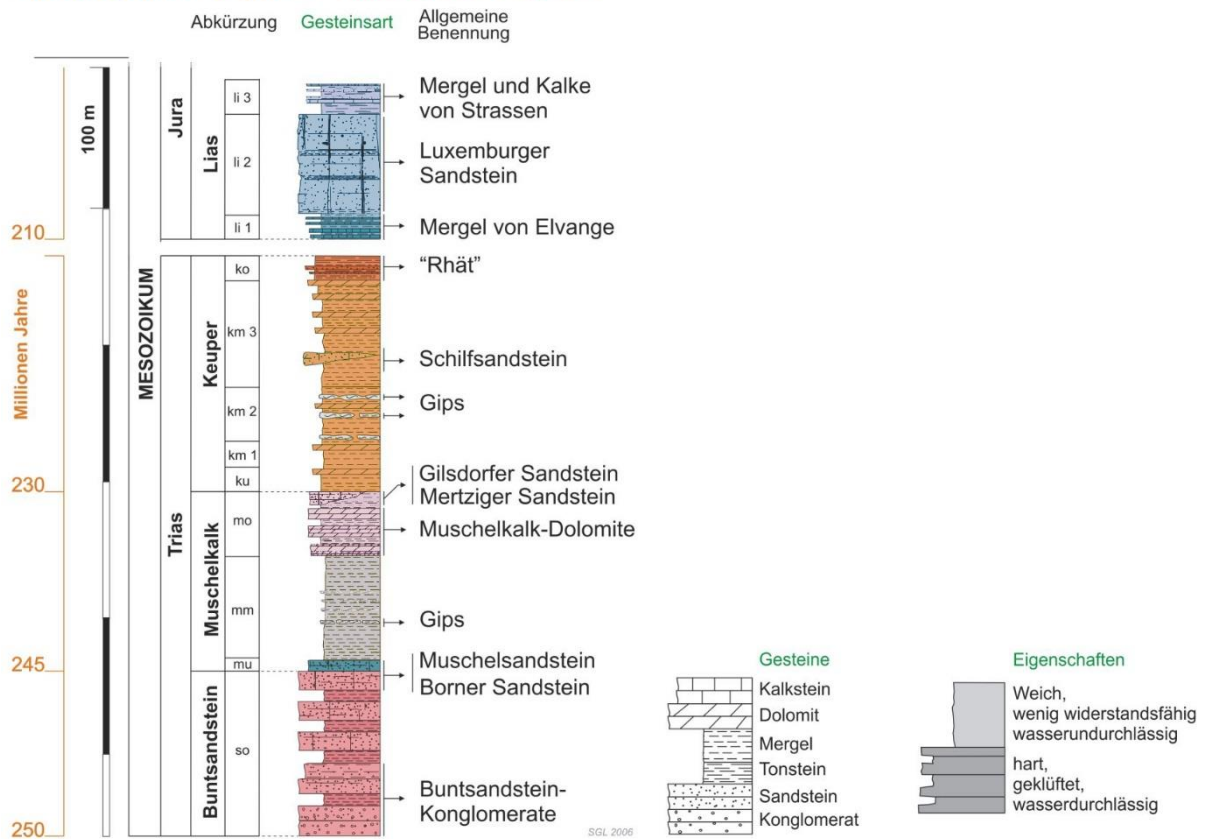 Abkürzung
Gesteinsart
Allgemeine
Benennung
Millionen Jahre
210
230
245
250
100 m
MESOZOIKUM
Jura
Trias
Lias
Keuper
Muschelkalk
Buntsandstein
li 3
li 2
li 1
ko
km 3
km 2
km 1
ku
mo
mm
mu
so
Mergel und Kalke
von Strassen
Luxemburger
Sandstein
Mergel von Elvange
“Rhät”
Schilfsandstein
Gips
Gilsdorfer Sandstein
Mertziger Sandstein
Muschelkalk-Dolomite
Gips
Muschelsandstein
Borner Sandstein
Buntsandstein-
Konglomerate
SGL 2006
Gesteine
Kalkstein
Dolomit
Mergel
Tonstein
Sandstein
Konglomerat
Eigenschaften
Weich,
wenig widerstandsfähig
wasserundurchlässig
hart,
geklüftet,
wasserdurchlässig